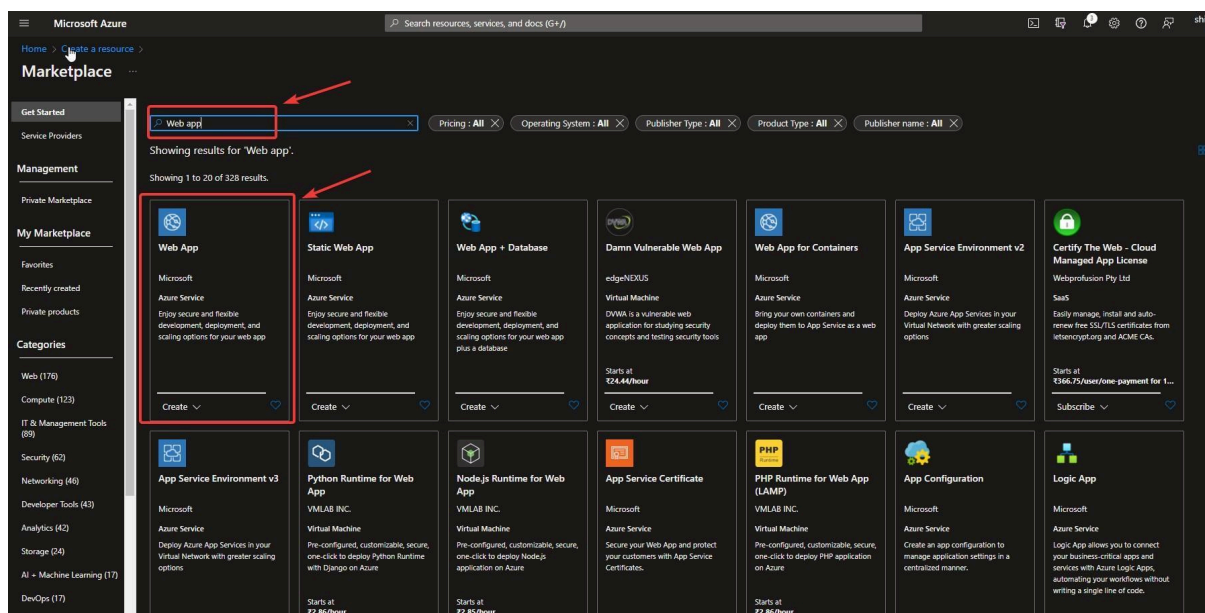 Microsoft Azure
Search resources, services, and docs (G+/)
Home > Create a resource >
Marketplace ...
Get Started
Service Providers
Management
Private Marketplace
My Marketplace
Favorites
Recently created
Private products
Categories
Web (176)
Compute (123)
IT & Management Tools
(89)
Security (62)
Networking (46)
Developer Tools (43)
Analytics (42)
Storage (24)
AI + Machine Learning (17)
DevOps (17)
Web app
Pricing : All
Operating System : All
Publisher Type : All
Product Type : All
Publisher name : All
Showing results for 'Web app'.
Showing 1 to 20 of 328 results.
Web App
Microsoft
Azure Service
Enjoy secure and flexible
development, deployment, and
scaling options for your web app
Create
Static Web App
Microsoft
Azure Service
Enjoy secure and flexible
development, deployment, and
scaling options for your web app
Create
Web App + Database
Microsoft
Azure Service
Enjoy secure and flexible
development, deployment, and
scaling options for your web app
plus a database
Create
DVWA
Damn Vulnerable Web App
edgeNEXUS
Virtual Machine
DVWA is a vulnerable web
application for studying security
concepts and testing security tools
Starts at
₹24.44/hour
Create
Web App for Containers
Microsoft
Azure Service
Bring your own containers and
deploy them to App Service as a web
app
Create
App Service Environment v2
Microsoft
Azure Service
Deploy Azure App Services in your
Virtual Network with greater scaling
options
Create
Certify The Web - Cloud
Managed App License
Webprofusion Pty Ltd
SaaS
Easily manage, install and auto-
renew free SSL/TLS certificates from
letsencrypt.org and ACME CAs.
Starts at
₹366.75/user/one-payment for 1...
Subscribe
App Service Environment v3
Microsoft
Azure Service
Deploy Azure App Services in your
Virtual Network with greater scaling
options
Python Runtime for Web
App
VMLAB INC.
Virtual Machine
Pre-configured, customizable, secure,
one-click to deploy Python Runtime
with Django on Azure
Starts at
₹2.86/hour
Node.js Runtime for Web
App
VMLAB INC.
Virtual Machine
Pre-configured, customizable, secure,
one-click to deploy Node.js
application on Azure
Starts at
₹2.85/hour
App Service Certificate
Microsoft
Azure Service
Secure your Web App and protect
your customers with App Service
Certificates.
PHP
Runtime
PHP Runtime for Web App
(LAMP)
VMLAB INC.
Virtual Machine
Pre-configured, customizable, secure,
one-click to deploy PHP application
on Azure
Starts at
₹2.86/hour
App Configuration
Microsoft
Azure Service
Create an app configuration to
manage application settings in a
centralized manner.
Logic App
Microsoft
Azure Service
Logic App allows you to connect
your business-critical apps and
services with Azure Logic Apps,
automating your workflows without
writing a single line of code.